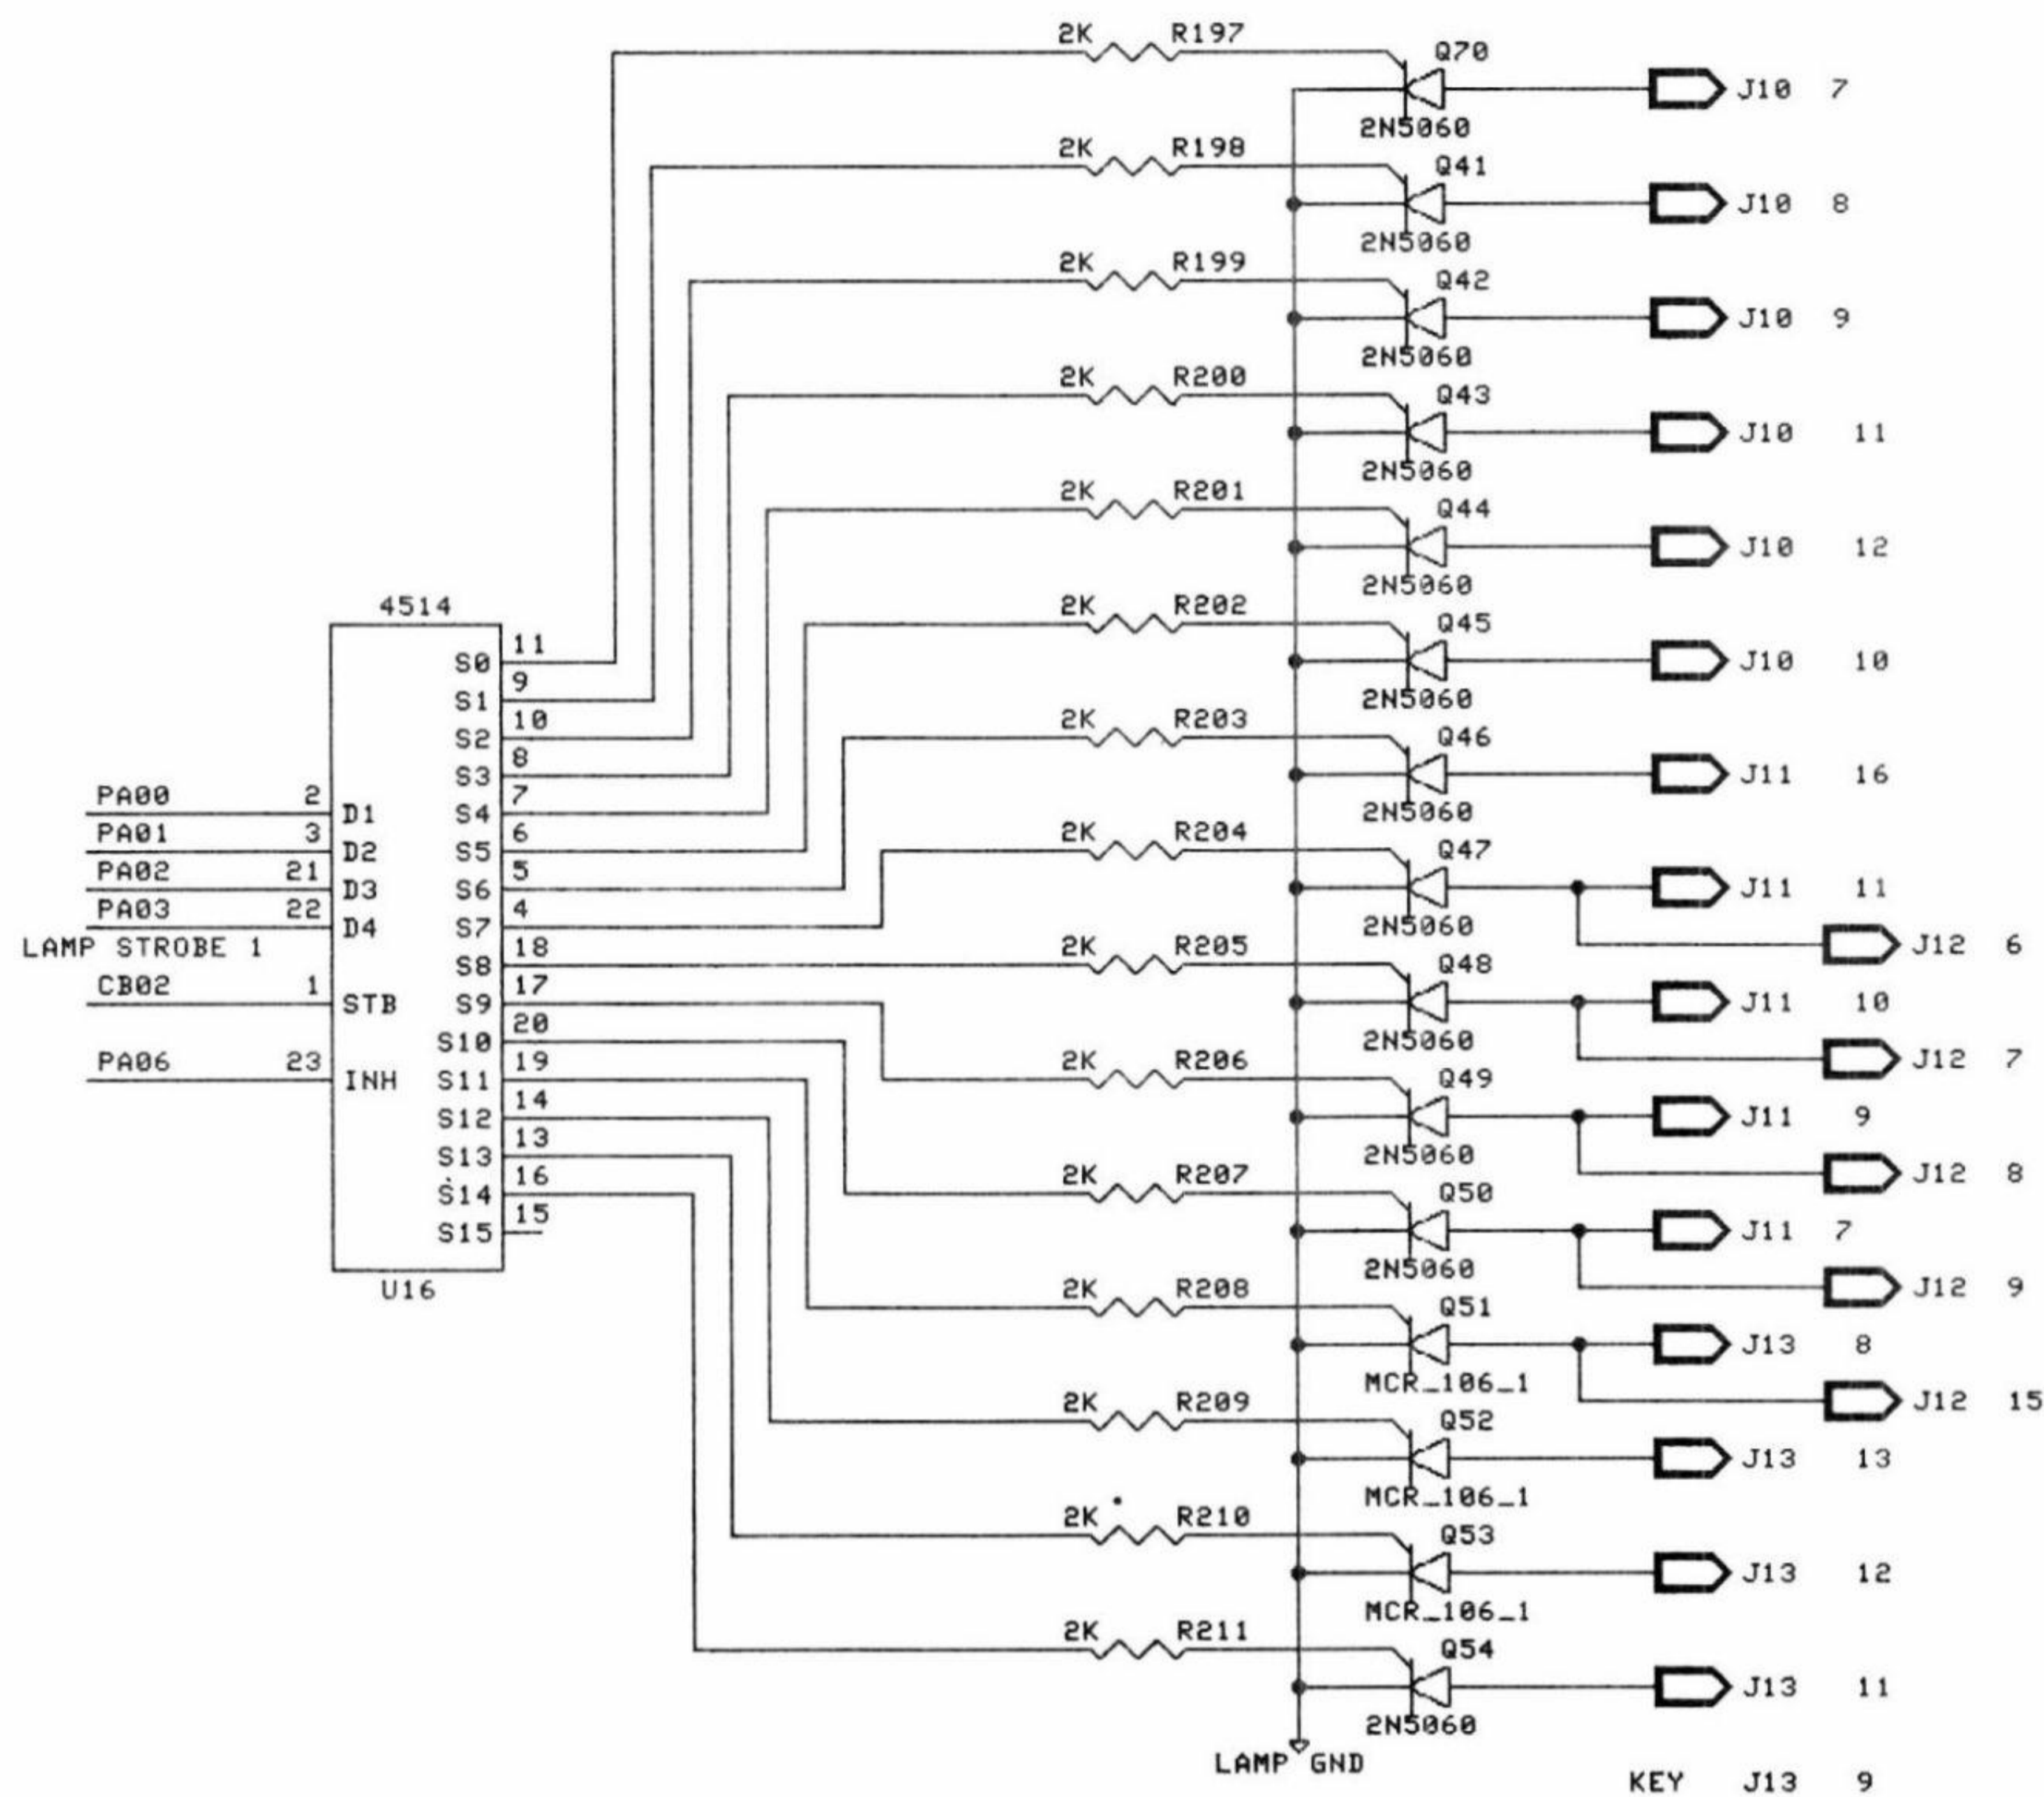 2K R197 Q70
J10 7
2N5060
2K R198 Q41
J10 8
2N5060
2K R199 Q42
J10 9
2N5060
2K R200 Q43
J10 11
2N5060
2K R201 Q44
J10 12
2N5060
2K R202 Q45
J10 10
2N5060
2K R203 Q46
J11 16
2N5060
2K R204 Q47
J11 11
2N5060
J12 6
2K R205 Q48
J11 10
2N5060
J12 7
2K R206 Q49
J11 9
2N5060
J12 8
2K R207 Q50
J11 7
2N5060
J12 9
2K R208 Q51
J13 8
MCR_106_1
J12 15
2K R209 Q52
J13 13
MCR_106_1
2K R210 Q53
J13 12
MCR_106_1
2K R211 Q54
J13 11
2N5060
LAMP GND
KEY J13 9
4514
S0 11
S1 9
S2 10
S3 8
PA00 2 D1 S4 7
PA01 3 D2 S5 6
PA02 21 D3 S6 5
PA03 22 D4 S7 4
LAMP STROBE 1 S8 18
CB02 1 STB S9 17
S10 20
PA06 23 INH S11 19
S12 14
S13 13
S14 16
S15 15
U16